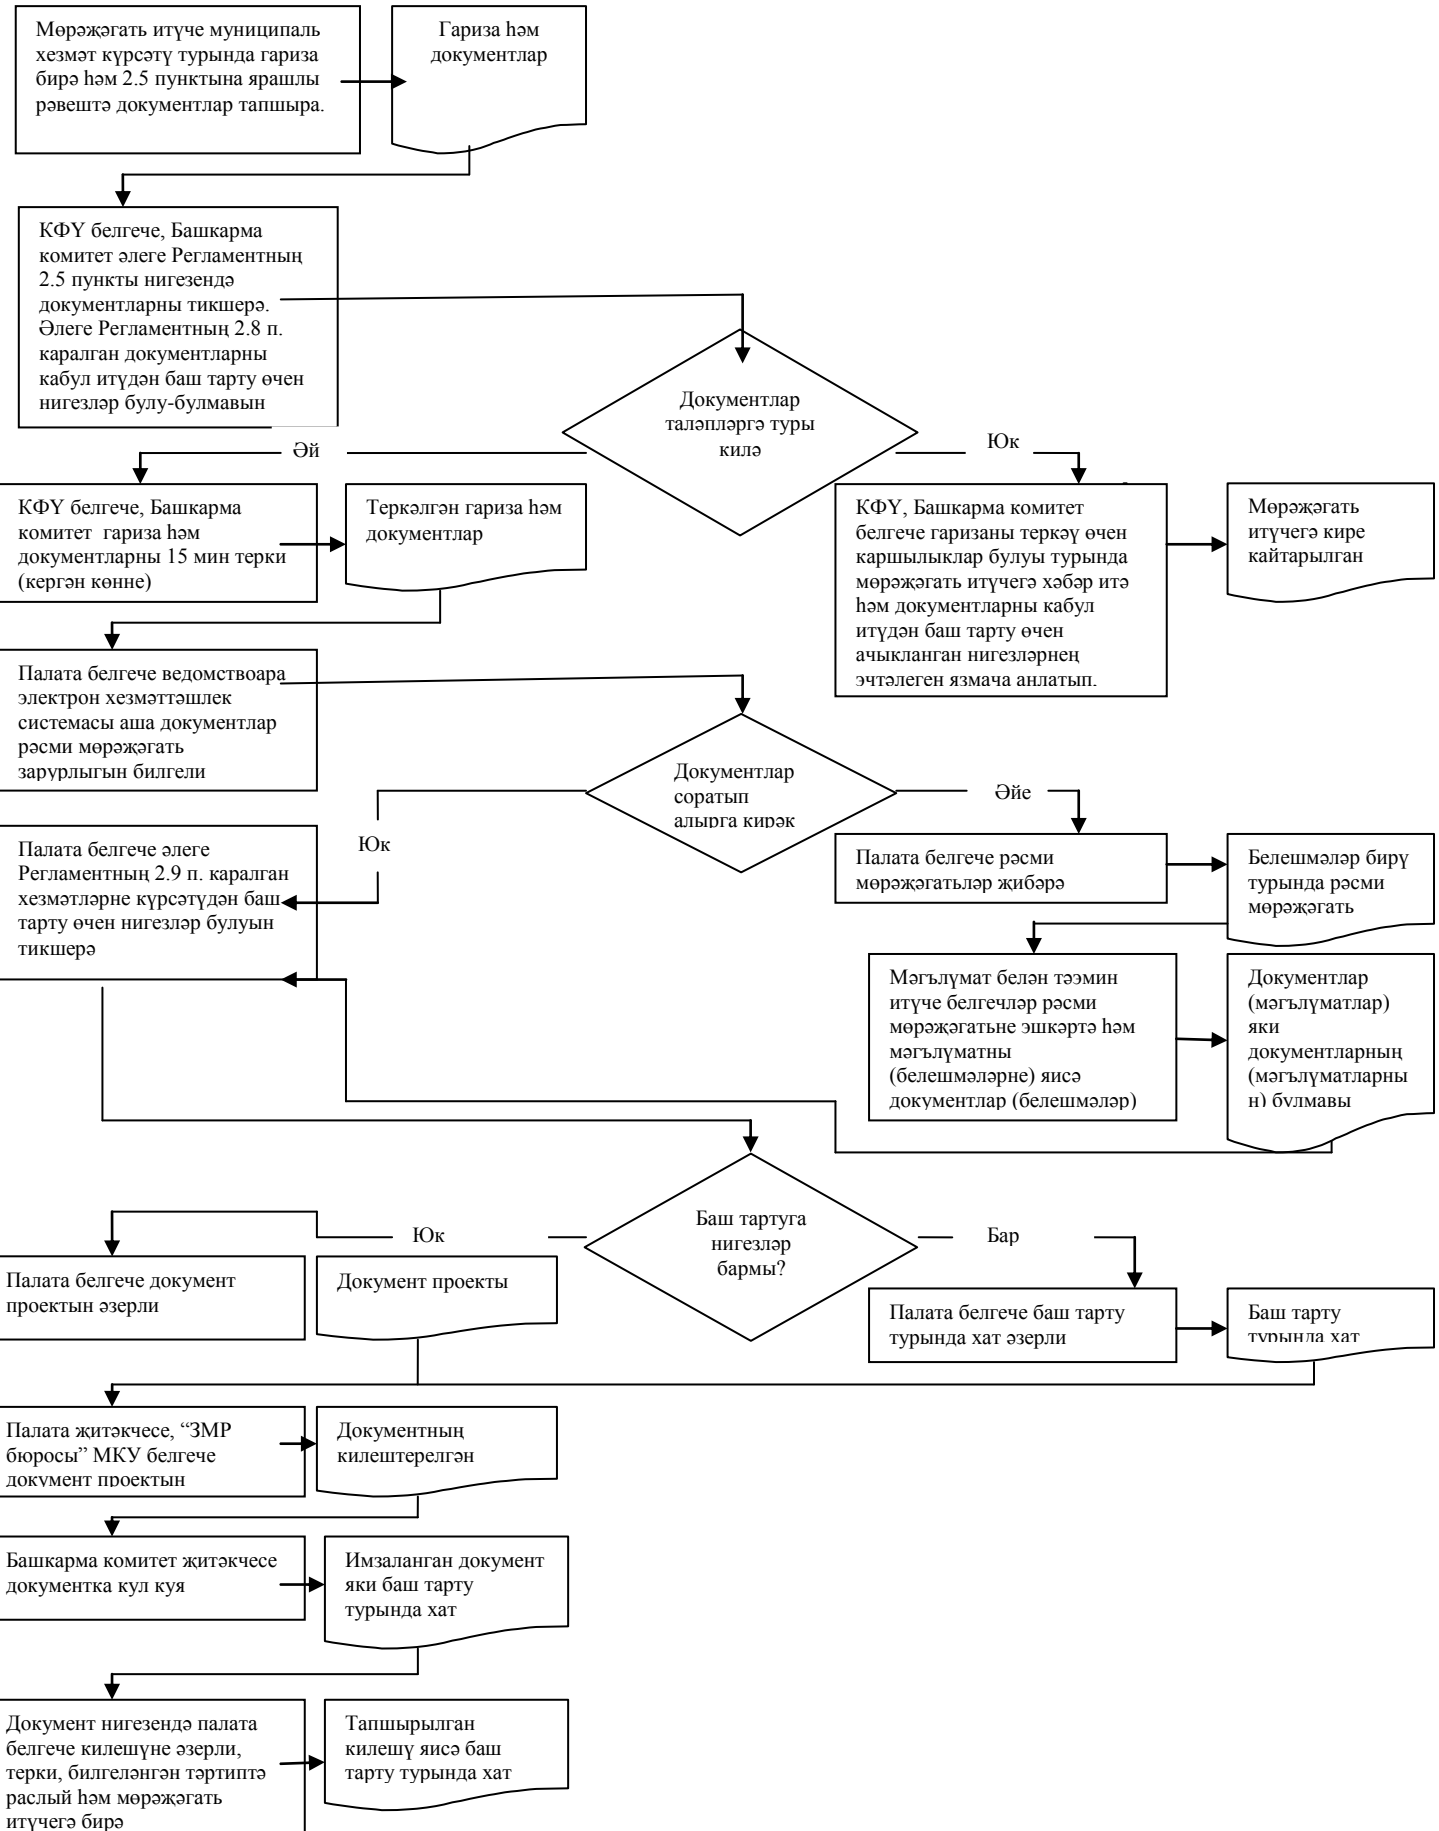 Мөрәҗәгать итүче муниципаль
хезмәт күрсәтү турында гариза
бирә һәм 2.5 пунктына ярашлы
рәвештә документлар тапшыра.
Гариза һәм
документлар
КФҮ белгече, Башкарма
комитет әлеге Регламентның
2.5 пункты нигезендә
документларны тикшерә.
Әлеге Регламентның 2.8 п.
каралган документларны
кабул итүдән баш тарту өчен
нигезләр булу-булмавын
Документлар
таләпләргә туры
килә
Әй
Юк
КФҮ белгече, Башкарма
комитет гариза һәм
документларны 15 мин терки
(кергән көнне)
Теркәлгән гариза һәм
документлар
КФҮ, Башкарма комитет
белгече гаризаны теркәү өчен
каршылыклар булуы турында
мөрәҗәгать итүчегә хәбәр итә
һәм документларны кабул
итүдән баш тарту өчен
ачыкланган нигезләрнең
эчтәлеген язмача анлатып.
Мөрәҗәгать
итүчегә кире
кайтарылган
Палата белгече ведомствоара
электрон хезмәттәшлек
системасы аша документлар
рәсми мөрәҗәгать
зарурлыгын билгели
Документлар
соратып
алырга кирәк
Әйе
Юк
Палата белгече әлеге
Регламентның 2.9 п. каралган
хезмәтләрне күрсәтүдән баш
тарту өчен нигезләр булуын
тикшерә
Палата белгече рәсми
мөрәҗәгатьләр җибәрә
Белешмәләр бирү
турында рәсми
мөрәҗәгать
Мәгълүмат белән тәэмин
итүче белгечләр рәсми
мөрәҗәгатьне эшкәртә һәм
мәгълүматны
(белешмәләрне) яисә
документлар (белешмәләр)
Документлар
(мәгълүматлар)
яки
документларның
(мәгълүматларны
н) булмавы
Баш тартуга
нигезләр
бармы?
Юк
Бар
Палата белгече документ
проектын әзерли
Документ проекты
Палата белгече баш тарту
турында хат әзерли
Баш тарту
турында хат
Палата җитәкчесе, “ЗМР
бюросы” МКУ белгече
документ проектын
Документның
килештерелгән
Башкарма комитет җитәкчесе
документка кул куя
Имзаланган документ
яки баш тарту
турында хат
Документ нигезендә палата
белгече килешүне әзерли,
терки, билгеләнгән тәртиптә
раслый һәм мөрәҗәгать
итүчегә бирә
Тапшырылган
килешү яисә баш
тарту турында хат